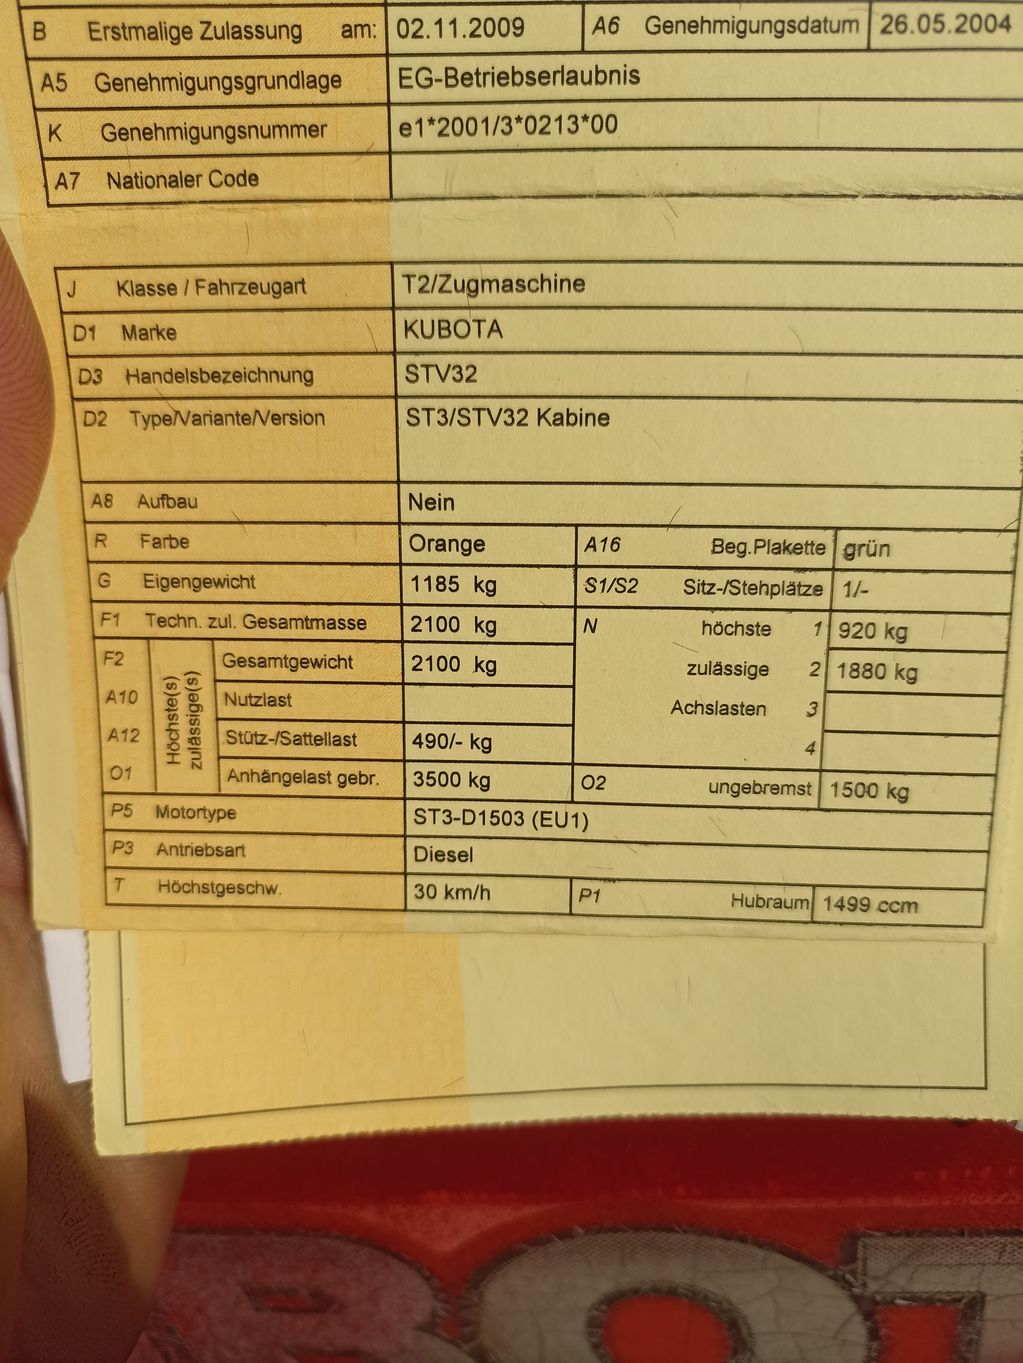 B Erstmalige Zulassung am: 02.11.2009 A6 Genehmigungsdatum 26.05.2004
A5 Genehmigungsgrundlage EG-Betriebserlaubnis
K Genehmigungsnummer e1*2001/3*0213*00
A7 Nationaler Code
J Klasse / Fahrzeugart T2/Zugmaschine
D1 Marke KUBOTA
D3 Handelsbezeichnung STV32
D2 Type/Variante/Version ST3/STV32 Kabine
A8 Aufbau Nein
R Farbe Orange A16 Beg.Plakette grün
G Eigengewicht 1185 kg S1/S2 Sitz-/Stehplätze 1/-
F1 Techn. zul. Gesamtmasse 2100 kg N höchste 1 920 kg
F2 Höchste(s) zulässige(s) Gesamtgewicht 2100 kg zulässige 2 1880 kg
A10 Nutzlast Achslasten 3
A12 Stütz-/Sattellast 490/- kg 4
O1 Anhängelast gebr. 3500 kg O2 ungebremst 1500 kg
P5 Motortype ST3-D1503 (EU1)
P3 Antriebsart Diesel
T Höchstgeschw. 30 km/h P1 Hubraum 1499 ccm